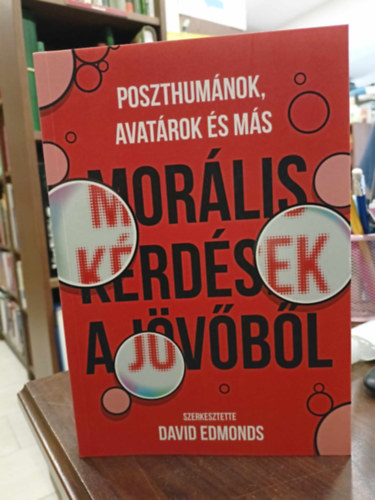 POSZTHUMÁNOK,
AVATÁROK ÉS MÁS
MORÁLIS
KÉRDÉSEK
A JÖVŐBŐL
SZERKESZTETTE
DAVID EDMONDS